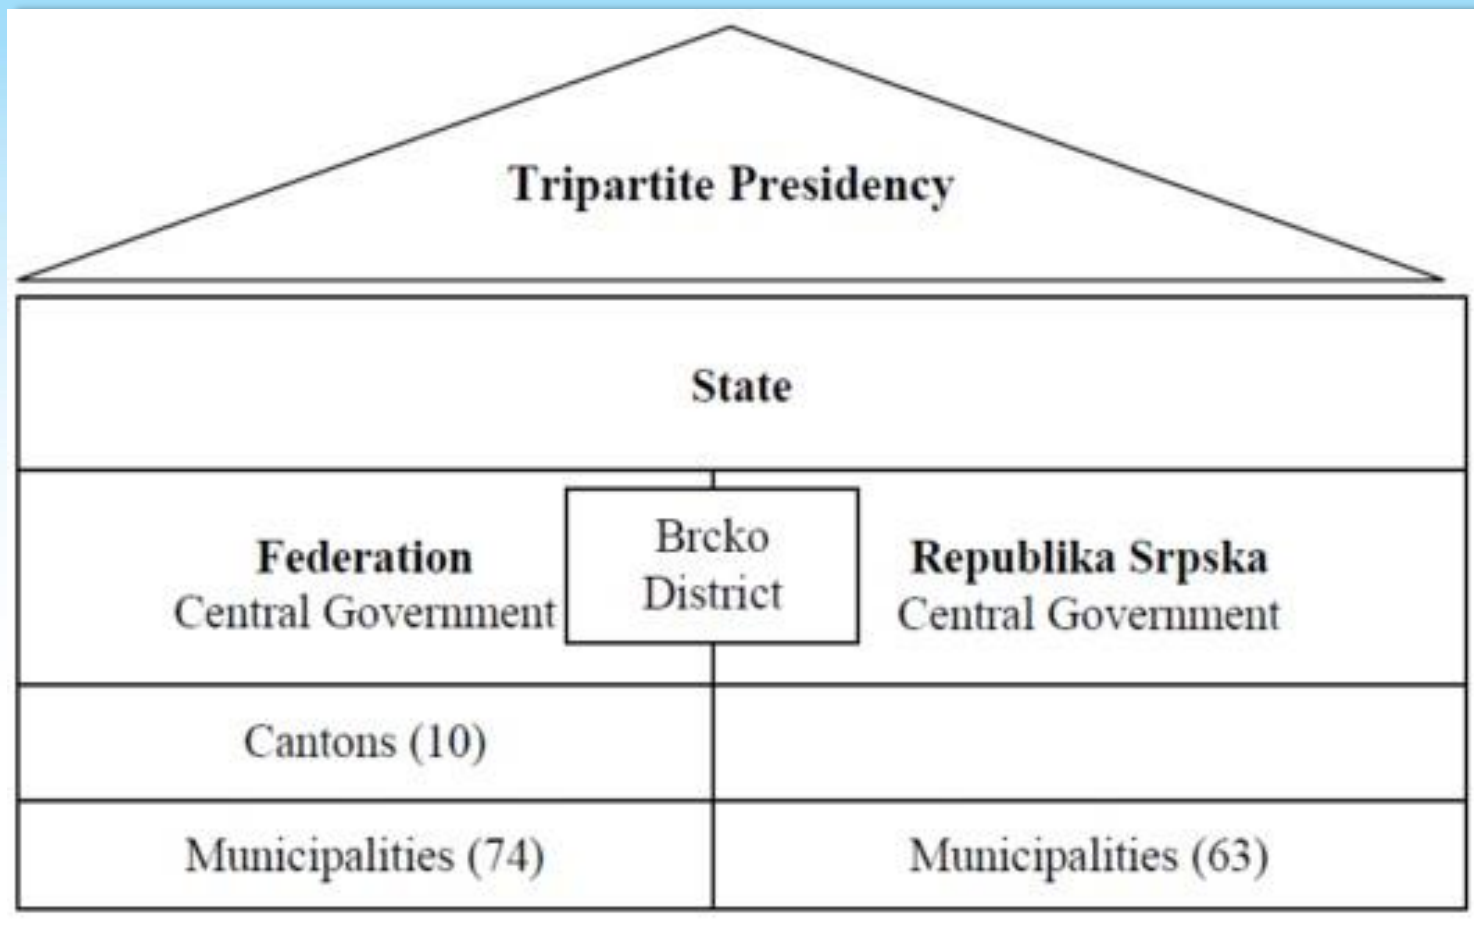 Tripartite Presidency
State
Federation
Central Government
Brcko
District
Republika Srpska
Central Government
Cantons (10)
Municipalities (74)
Municipalities (63)